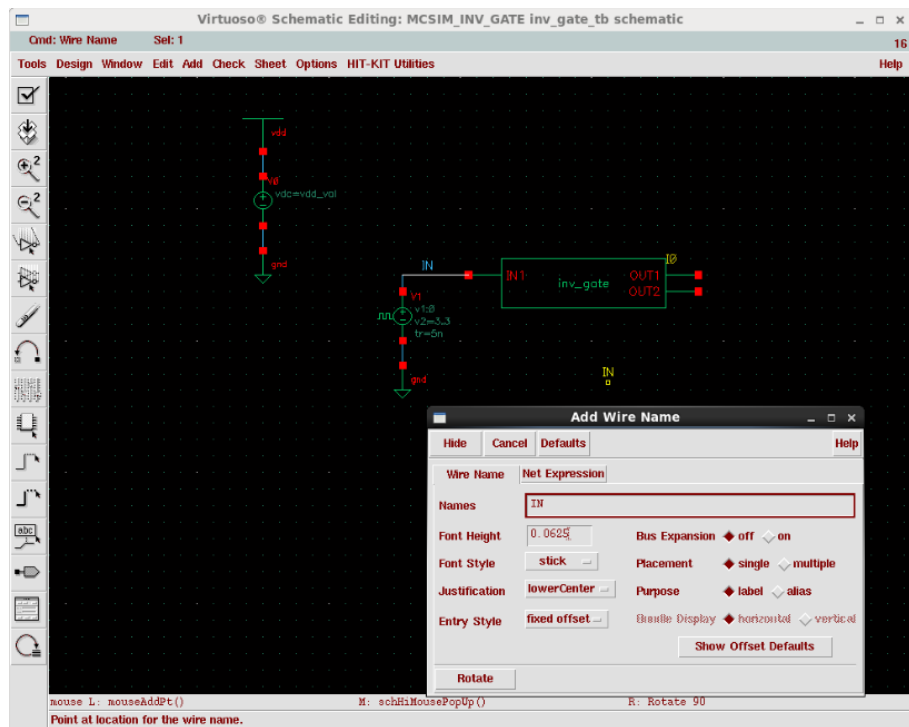 Virtuoso® Schematic Editing: MCSIM_INV_GATE inv_gate_tb schematic
Cmd: Wire Name Sel: 1
16
Tools Design Window Edit Add Check Sheet Options HIT-KIT Utilities Help
2
2
abc
vdd
V0
vdc=vdd_val
gnd
IN
V1
v1:0
v2=3.3
tr=5n
gnd
I0
IN1
inv_gate
OUT1
OUT2
IN
Add Wire Name
Hide Cancel Defaults Help
Wire Name Net Expression
Names IN
Font Height 0.0625 Bus Expansion off on
Font Style stick Placement single multiple
Justification lowerCenter Purpose label alias
Entry Style fixed offset Bundle Display horizontal vertical
Show Offset Defaults
Rotate
mouse L: mouseAddPt() M: schHiMousePopUp() R: Rotate 90
Point at location for the wire name.